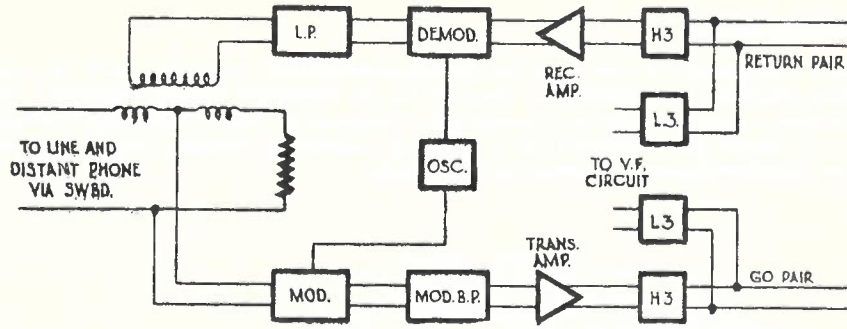 L.P.
DEMOD.
REC.
AMP.
H3
RETURN PAIR
L.3.
TO LINE AND
DISTANT PHONE
VIA SWBD.
OSC.
TO V.F.
CIRCUIT
L3
TRANS.
AMP.
MOD.
MOD.B.P.
H3
GO PAIR